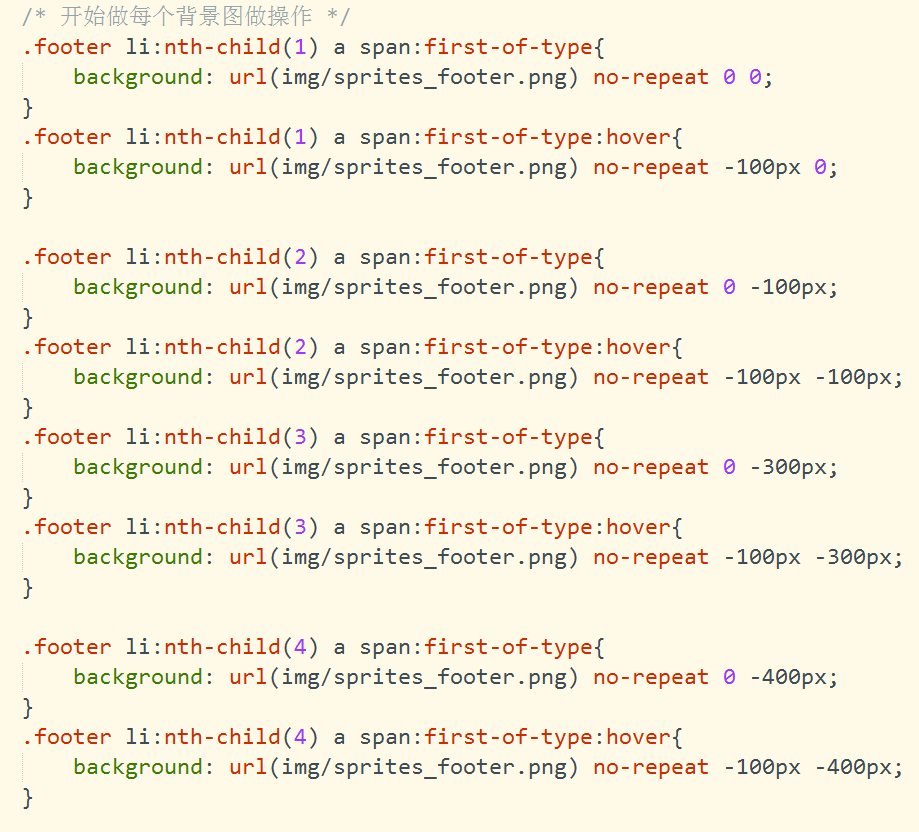 /* 开始做每个背景图做操作 */
.footer li:nth-child(1) a span:first-of-type{
    background: url(img/sprites_footer.png) no-repeat 0 0;
}
.footer li:nth-child(1) a span:first-of-type:hover{
    background: url(img/sprites_footer.png) no-repeat -100px 0;
}

.footer li:nth-child(2) a span:first-of-type{
    background: url(img/sprites_footer.png) no-repeat 0 -100px;
}
.footer li:nth-child(2) a span:first-of-type:hover{
    background: url(img/sprites_footer.png) no-repeat -100px -100px;
}
.footer li:nth-child(3) a span:first-of-type{
    background: url(img/sprites_footer.png) no-repeat 0 -300px;
}
.footer li:nth-child(3) a span:first-of-type:hover{
    background: url(img/sprites_footer.png) no-repeat -100px -300px;
}

.footer li:nth-child(4) a span:first-of-type{
    background: url(img/sprites_footer.png) no-repeat 0 -400px;
}
.footer li:nth-child(4) a span:first-of-type:hover{
    background: url(img/sprites_footer.png) no-repeat -100px -400px;
}